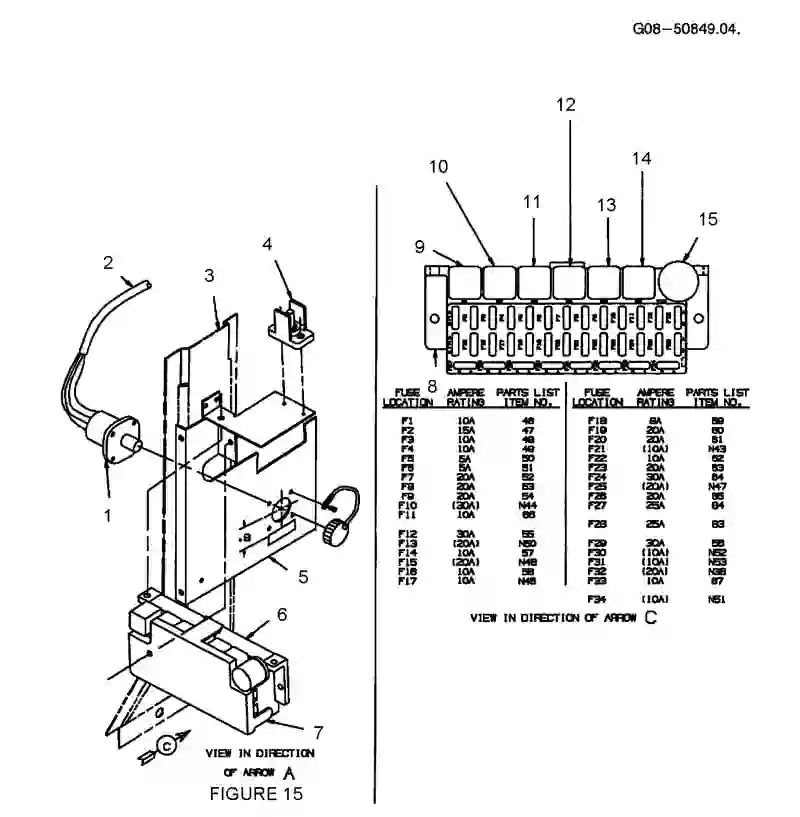 G08-50849.04.
2
3
4
1
B
5
6
7
C
VIEW IN DIRECTION
OF ARROW A
FIGURE 15
12
10
14
11
13
15
9
8
FUSE LOCATION AMPERE RATING PARTS LIST ITEM NO.
F1 10A 46
F2 15A 47
F3 10A 48
F4 10A 49
F5 5A 50
F6 5A 51
F7 20A 52
F8 20A 53
F9 20A 54
F10 (30A) N44
F11 10A 66
F12 30A 55
F13 (20A) N50
F14 10A 57
F15 (20A)
F16 10A 58
F17 10A
FUSE LOCATION AMPERE RATING PARTS LIST ITEM NO.
F18 59
F19 20A 60
F20 20A 61
F21 (10A) N43
F22 10A 62
F23 20A 63
F24 30A 64
F25 (20A) N47
F26 20A 65
F27 25A 84
F28 25A 83
F29 30A 56
F30 (10A) N52
F31 (10A) N53
F32 (20A)
F33 10A 67
F34 (10A) N51
VIEW IN DIRECTION OF ARROW C